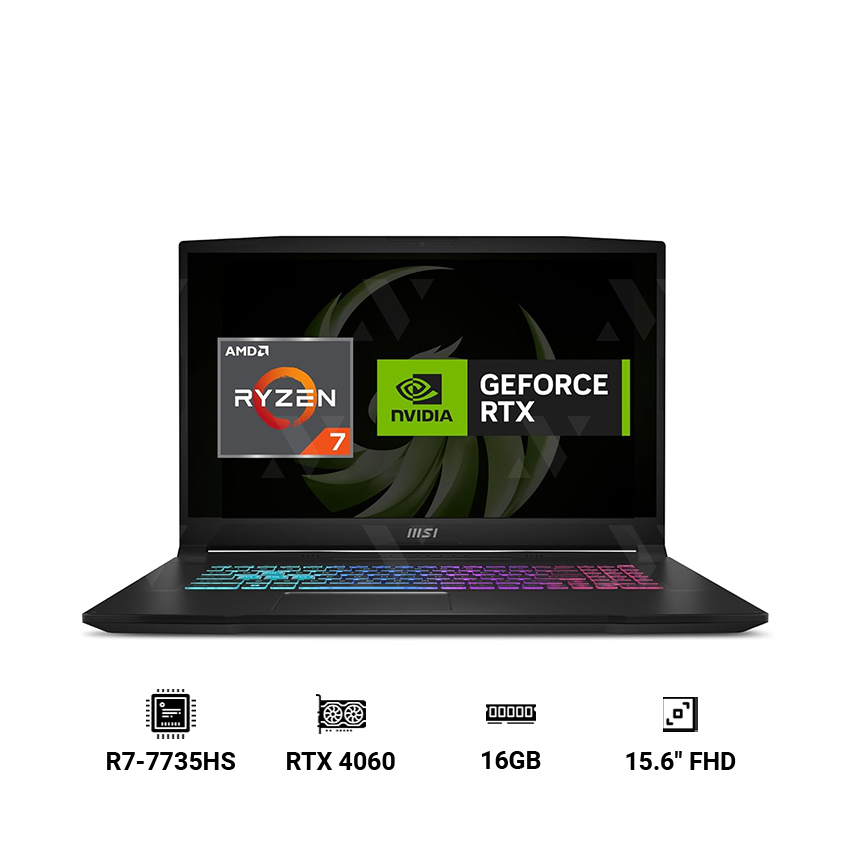 AMD
RYZEN
7
NVIDIA
GEFORCE
RTX
MSI
R7-7735HS
RTX 4060
16GB
15.6" FHD